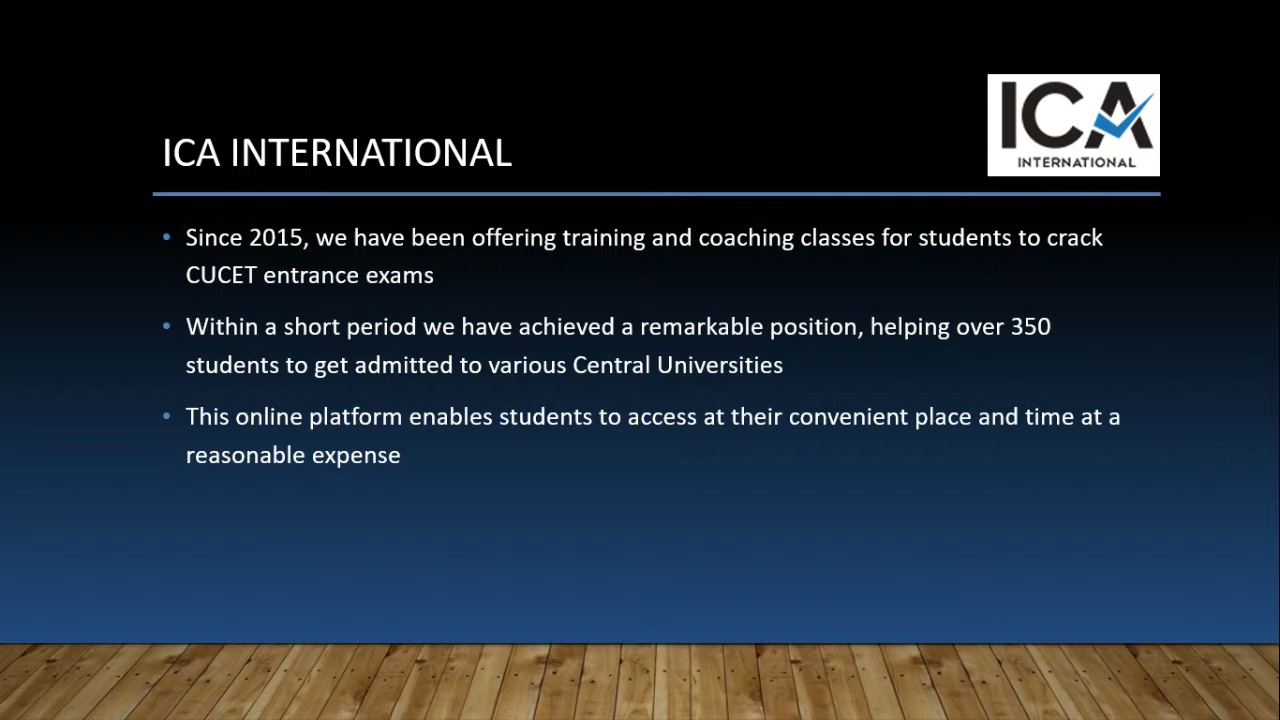 ICA
INTERNATIONAL
ICA INTERNATIONAL
• Since 2015, we have been offering training and coaching classes for students to crack
CUCET entrance exams
• Within a short period we have achieved a remarkable position, helping over 350
students to get admitted to various Central Universities
• This online platform enables students to access at their convenient place and time at a
reasonable expense